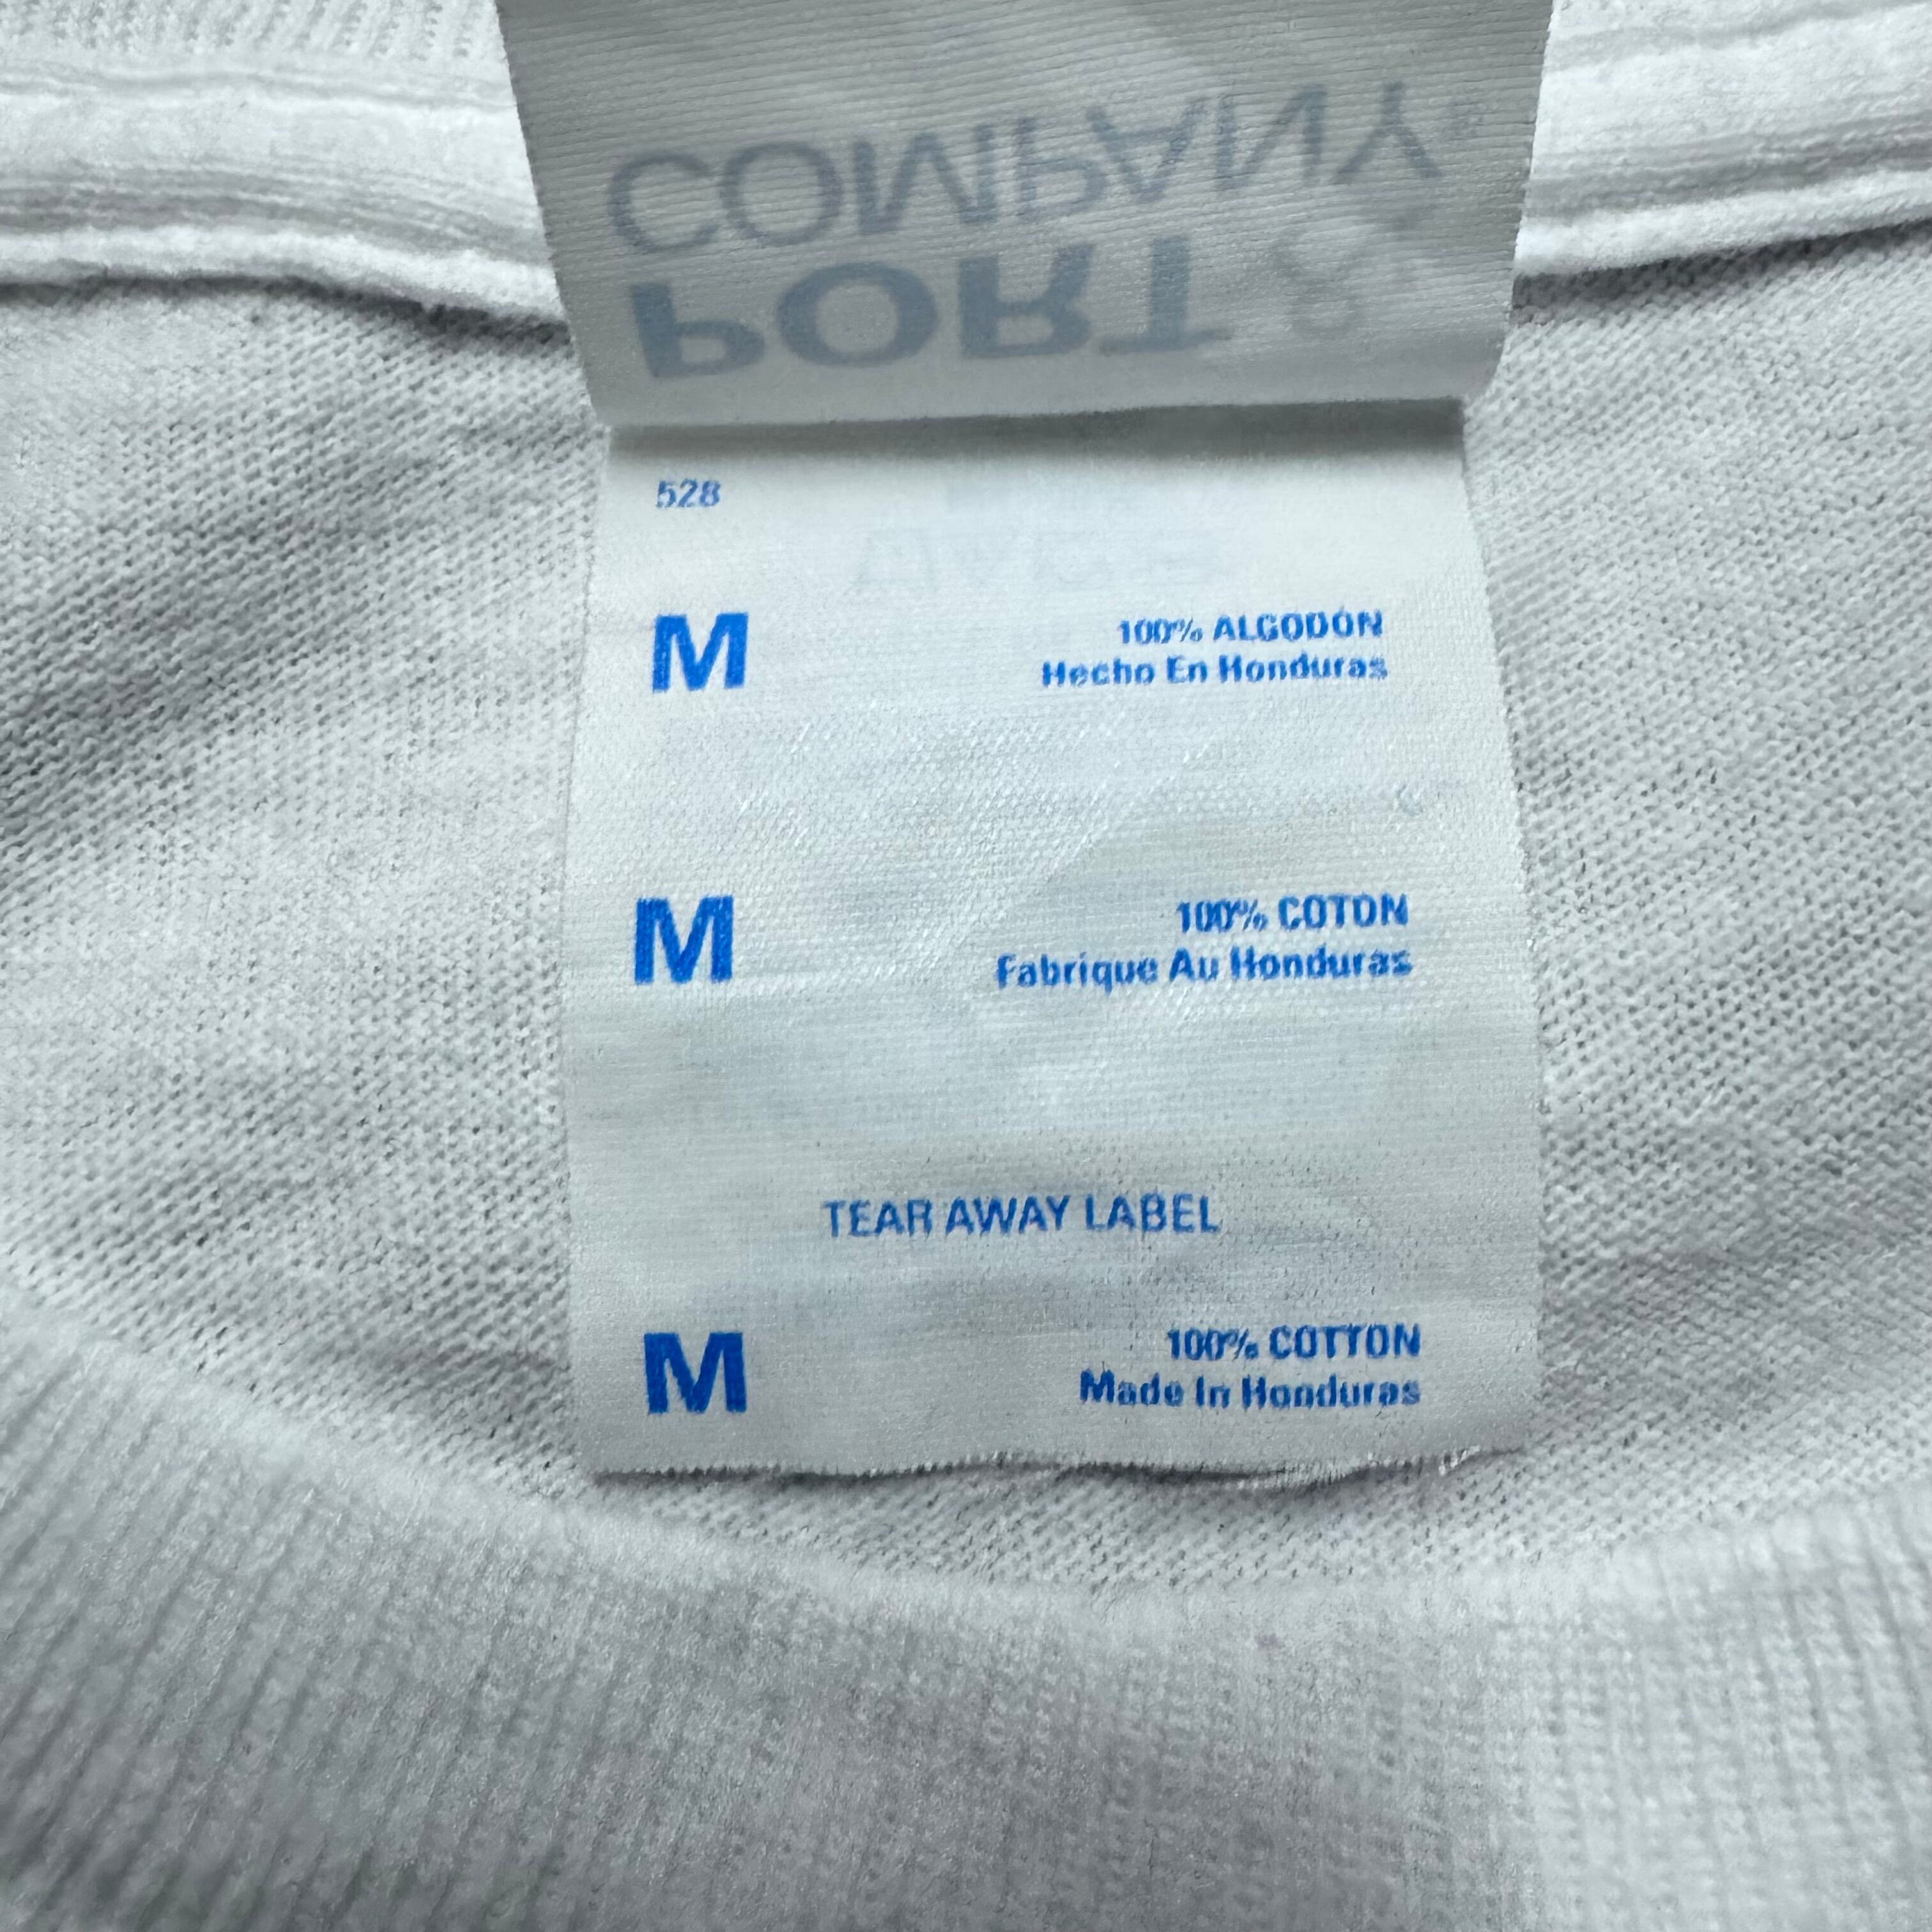 PORT &
COMPANY
528
M
100% ALGODÓN
Hecho En Honduras
M
100% COTON
Fabrique Au Honduras
TEAR AWAY LABEL
M
100% COTTON
Made In Honduras